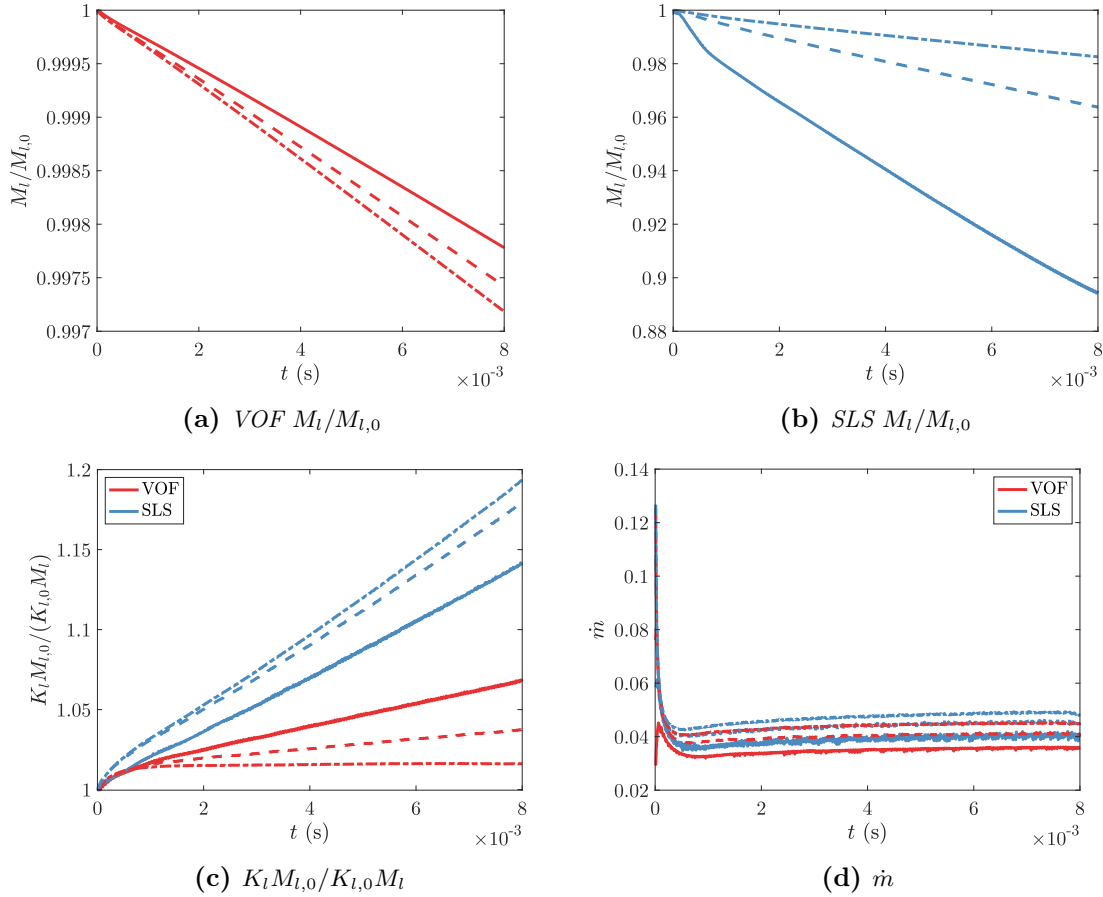 1
0.9995
0.999
0.9985
0.998
0.9975
0.997
M_l/M_{l,0}
0 2 4 6 8
t (s)
×10^{-3}
(a) VOF M_l/M_{l,0}
1
0.98
0.96
0.94
0.92
0.9
0.88
M_l/M_{l,0}
0 2 4 6 8
t (s)
×10^{-3}
(b) SLS M_l/M_{l,0}
1.2
1.15
1.1
1.05
1
K_l M_{l,0}/(K_{l,0} M_l)
VOF
SLS
0 2 4 6 8
t (s)
×10^{-3}
(c) K_l M_{l,0}/K_{l,0} M_l
0.14
0.12
0.1
0.08
0.06
0.04
0.02
ṁ
VOF
SLS
0 2 4 6 8
t (s)
×10^{-3}
(d) ṁ